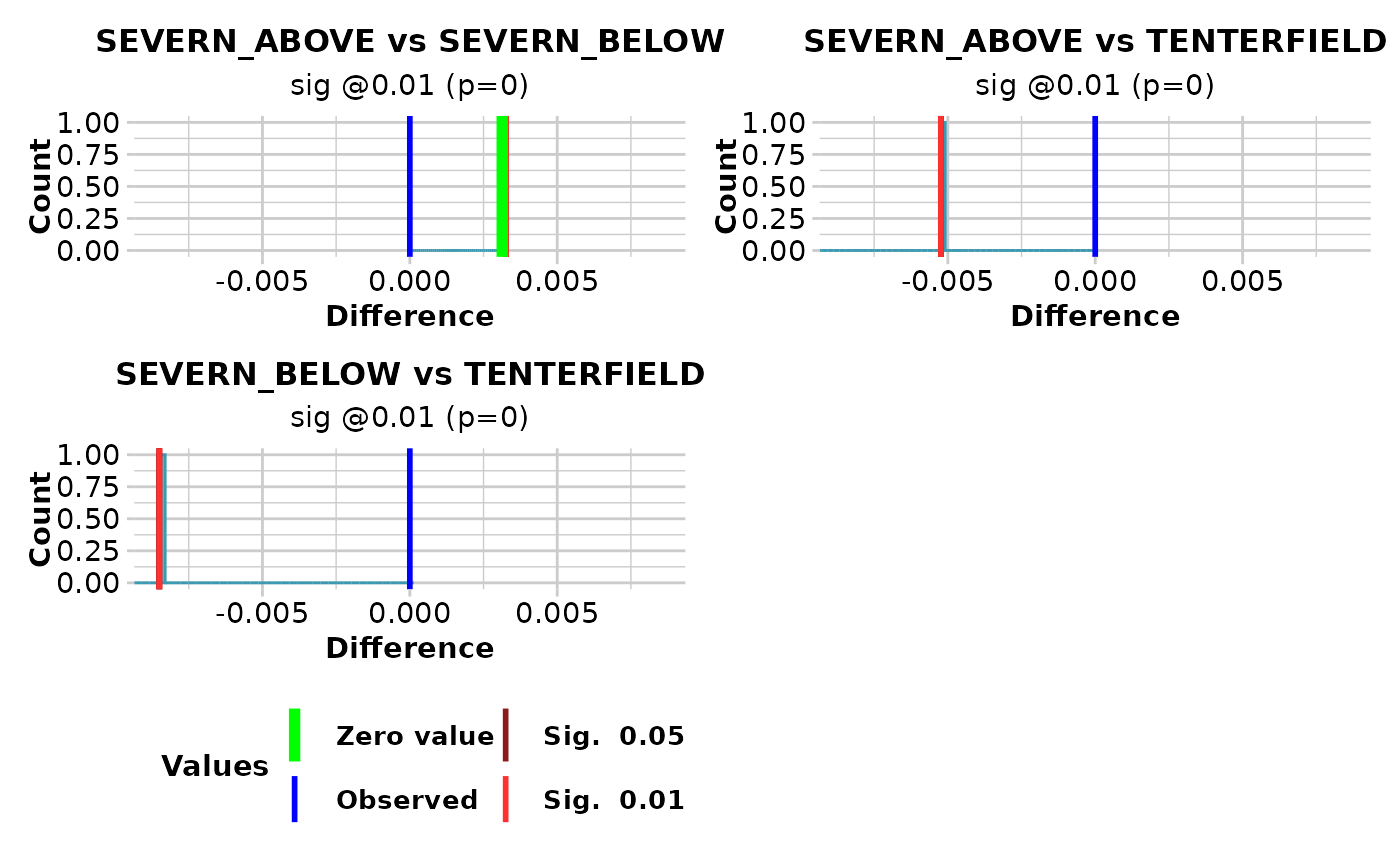 SEVERN_ABOVE vs SEVERN_BELOW
sig @0.01 (p=0)
1.00
0.75
0.50
0.25
0.00
Count
-0.005 0.000 0.005
Difference
SEVERN_ABOVE vs TENTERFIELD
sig @0.01 (p=0)
1.00
0.75
0.50
0.25
0.00
Count
-0.005 0.000 0.005
Difference
SEVERN_BELOW vs TENTERFIELD
sig @0.01 (p=0)
1.00
0.75
0.50
0.25
0.00
Count
-0.005 0.000 0.005
Difference
Values
Zero value Sig. 0.05
Observed Sig. 0.01